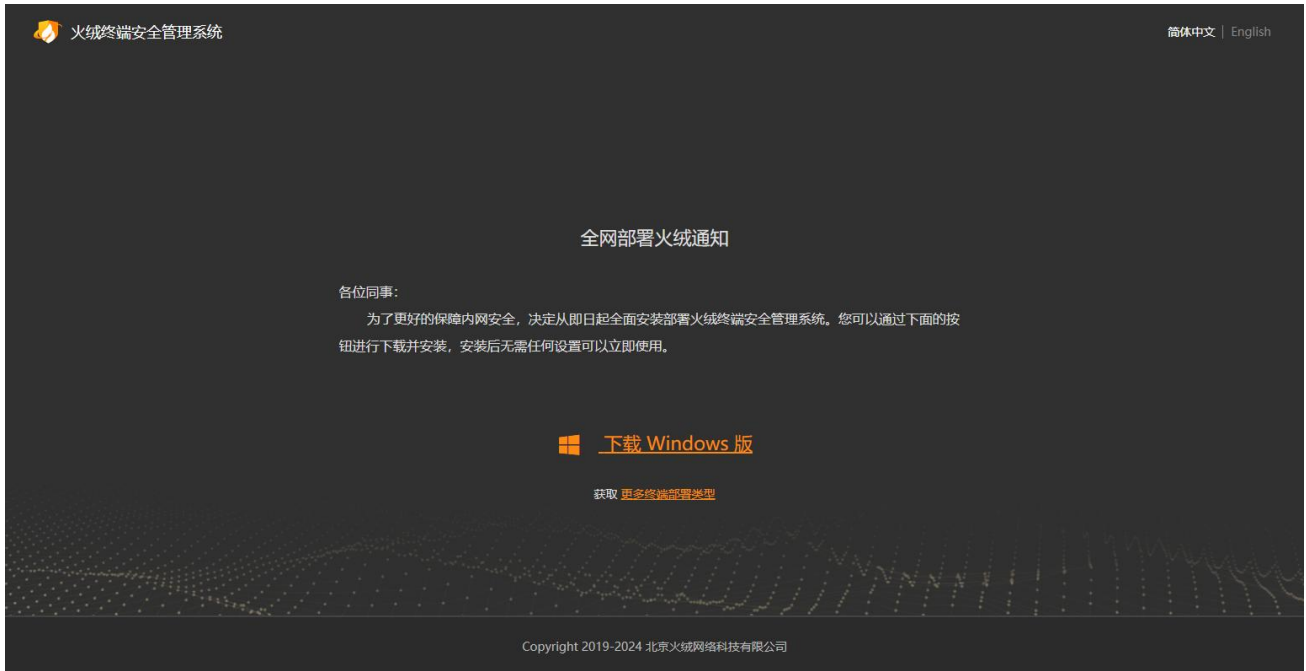 火绒终端安全管理系统
简体中文 | English
全网部署火绒通知
各位同事:
为了更好的保障内网安全，决定从即日起全面安装部署火绒终端安全管理系统。您可以通过下面的按
钮进行下载并安装，安装后无需任何设置可以立即使用。
下载 Windows 版
获取 更多终端部署类型
Copyright 2019-2024 北京火绒网络科技有限公司